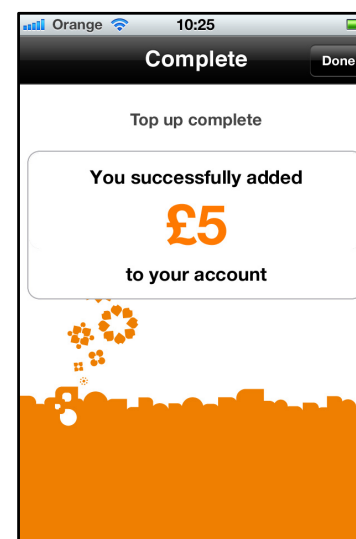 Orange 10:25
Complete Done
Top up complete
You successfully added
£5
to your account